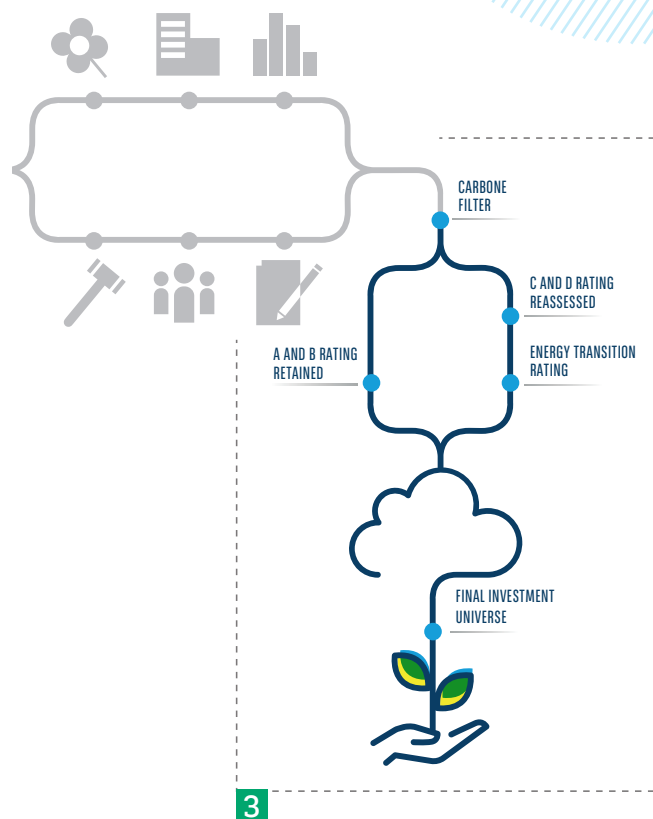 CARBONE
FILTER
C AND D RATING
REASSESSED
A AND B RATING
RETAINED
ENERGY TRANSITION
RATING
FINAL INVESTMENT
UNIVERSE
3